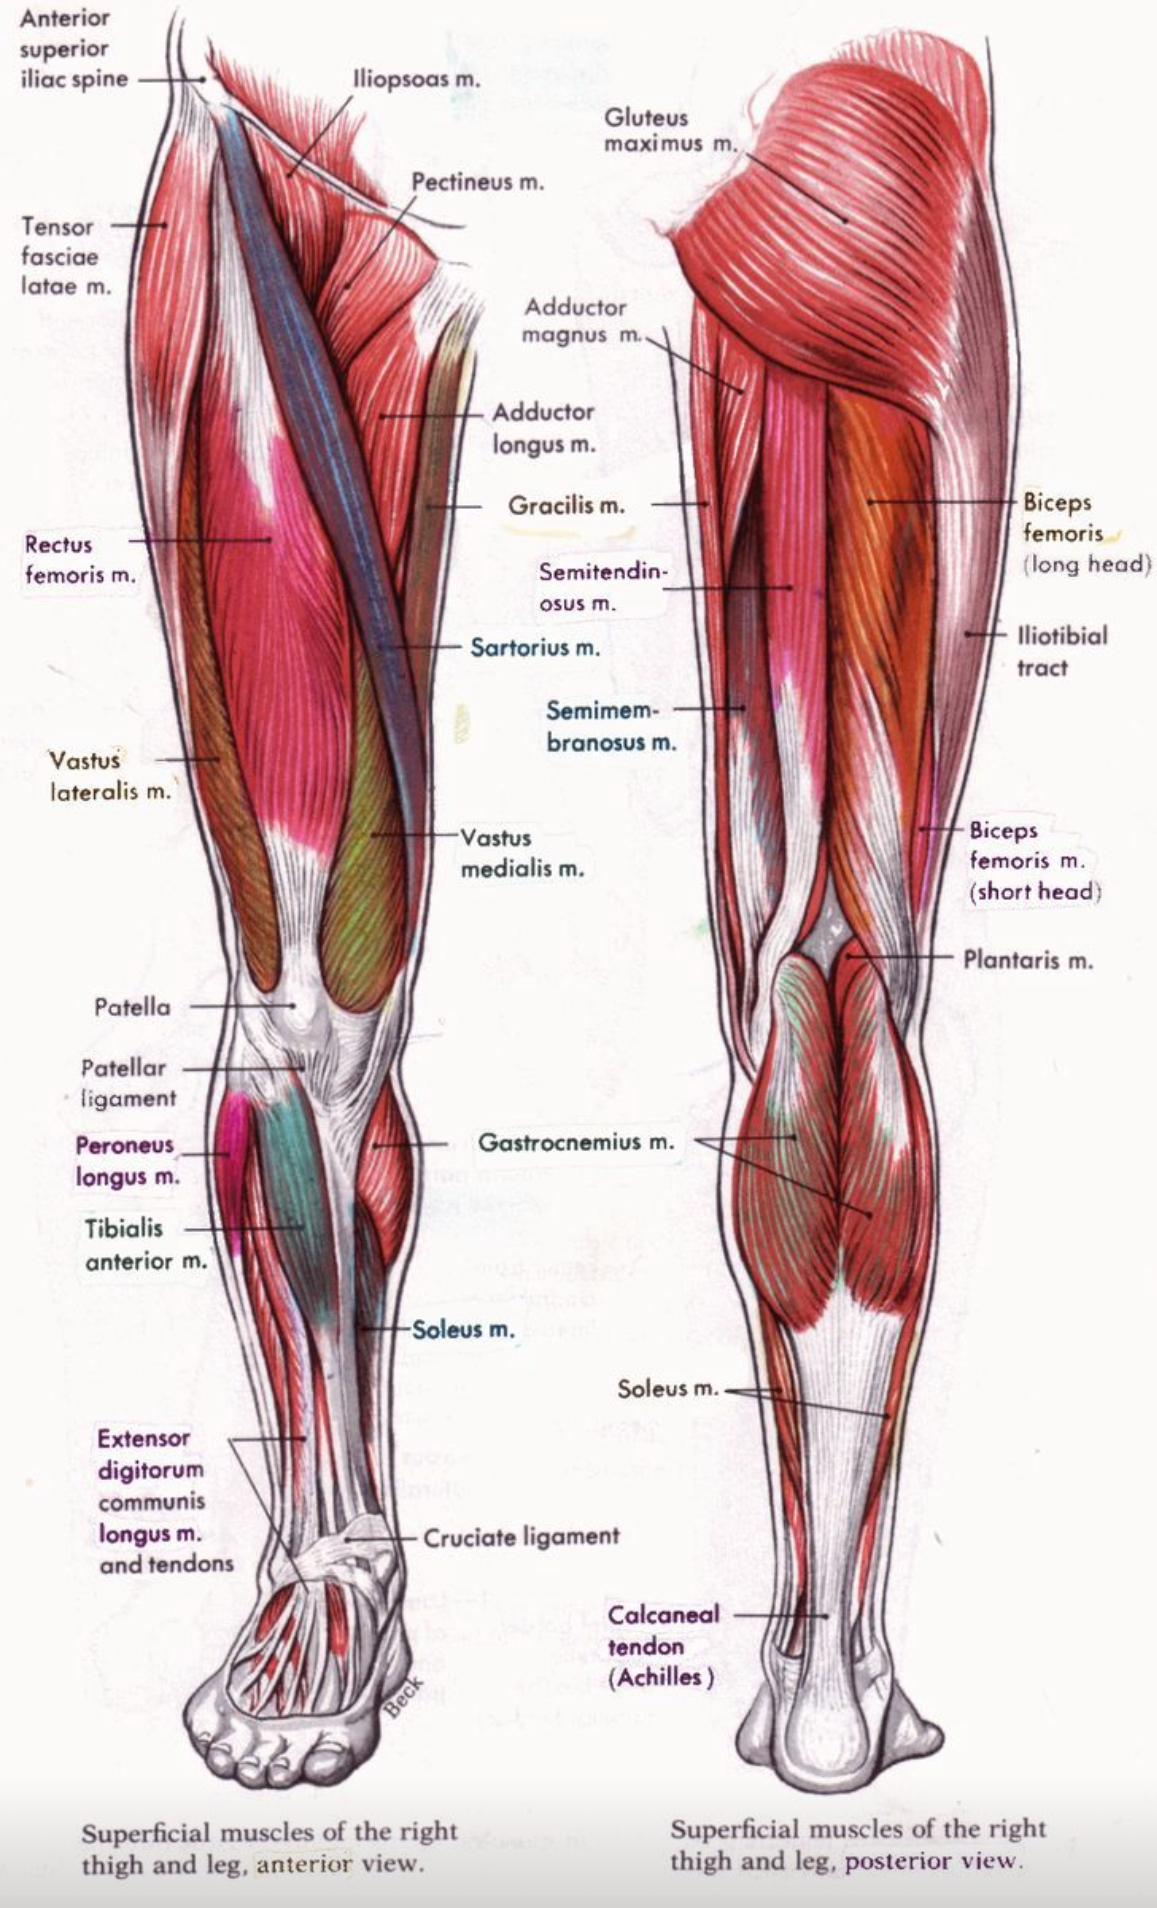 Anterior
superior
iliac spine
Iliopsoas m.
Pectineus m.
Tensor
fasciae
latae m.
Adductor
longus m.
Gracilis m.
Rectus
femoris m.
Sartorius m.
Vastus
lateralis m.
Vastus
medialis m.
Patella
Patellar
ligament
Peroneus
longus m.
Gastrocnemius m.
Tibialis
anterior m.
Soleus m.
Extensor
digitorum
communis
longus m.
and tendons
Cruciate ligament
Beck
Superficial muscles of the right
thigh and leg, anterior view.
Gluteus
maximus m.
Adductor
magnus m.
Biceps
femoris
(long head)
Semitendin-
osus m.
Iliotibial
tract
Semimem-
branosus m.
Biceps
femoris m.
(short head)
Plantaris m.
Soleus m.
Calcaneal
tendon
(Achilles)
Superficial muscles of the right
thigh and leg, posterior view.